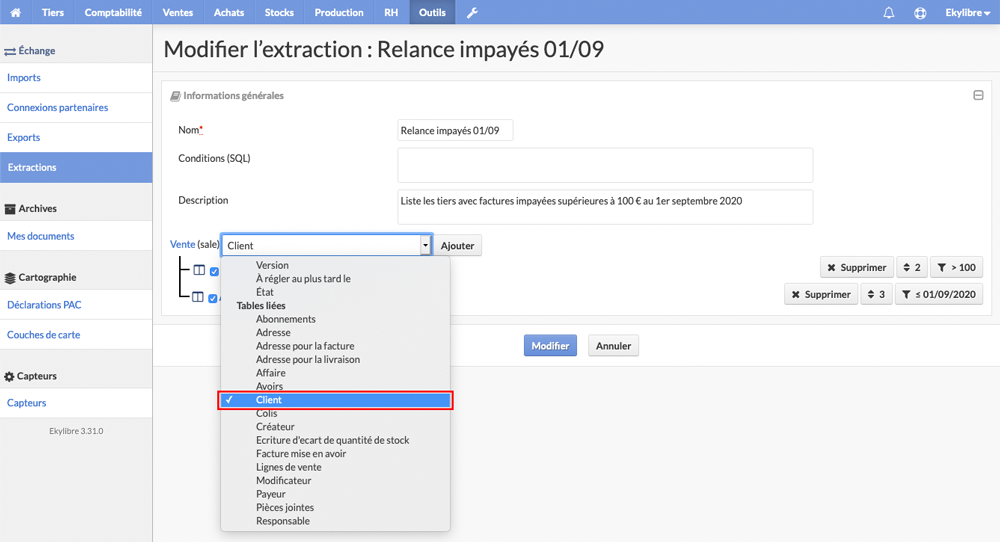 Tiers Comptabilité Ventes Achats Stocks Production RH Outils Ekylibre
Échange
Imports
Connexions partenaires
Exports
Extractions
Archives
Mes documents
Cartographie
Déclarations PAC
Couches de carte
Capteurs
Capteurs
Ekylibre 3.31.0
Modifier l'extraction : Relance impayés 01/09
Informations générales
Nom* Relance impayés 01/09
Conditions (SQL)
Description Liste les tiers avec factures impayées supérieures à 100 € au 1er septembre 2020
Vente (sale) Client Ajouter
Supprimer 2 > 100
Supprimer 3 ≤ 01/09/2020
Version
À régler au plus tard le
État
Tables liées
Abonnements
Adresse
Adresse pour la facture
Adresse pour la livraison
Affaire
Avoirs
✓ Client
Colis
Créateur
Ecriture d'ecart de quantité de stock
Facture mise en avoir
Lignes de vente
Modificateur
Payeur
Pièces jointes
Responsable
Modifier Annuler